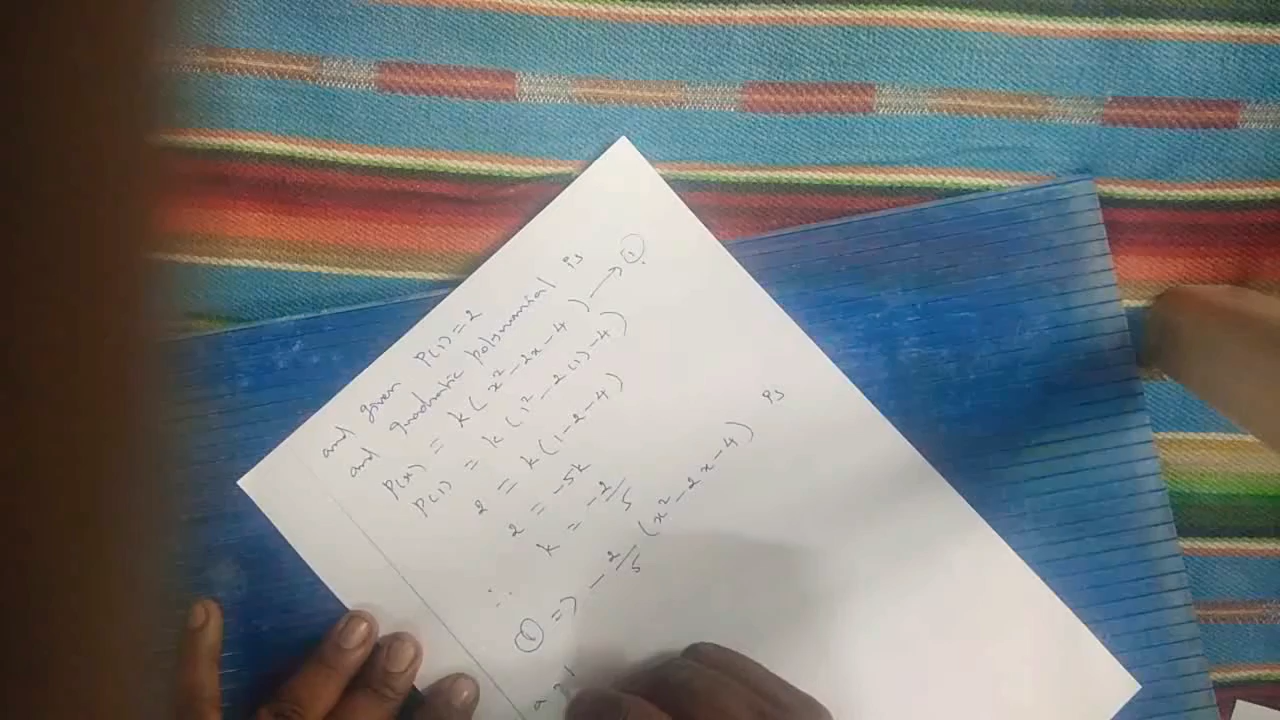 and given P(1) = 2
and quadratic polynomial is
P(x) = k(x² - 2x - 4) → ①
P(1) = k(1² - 2(1) - 4)
2 = k(1 - 2 - 4)
2 = -5k
k = -2/5
∴
① => -2/5 (x² - 2x - 4) is